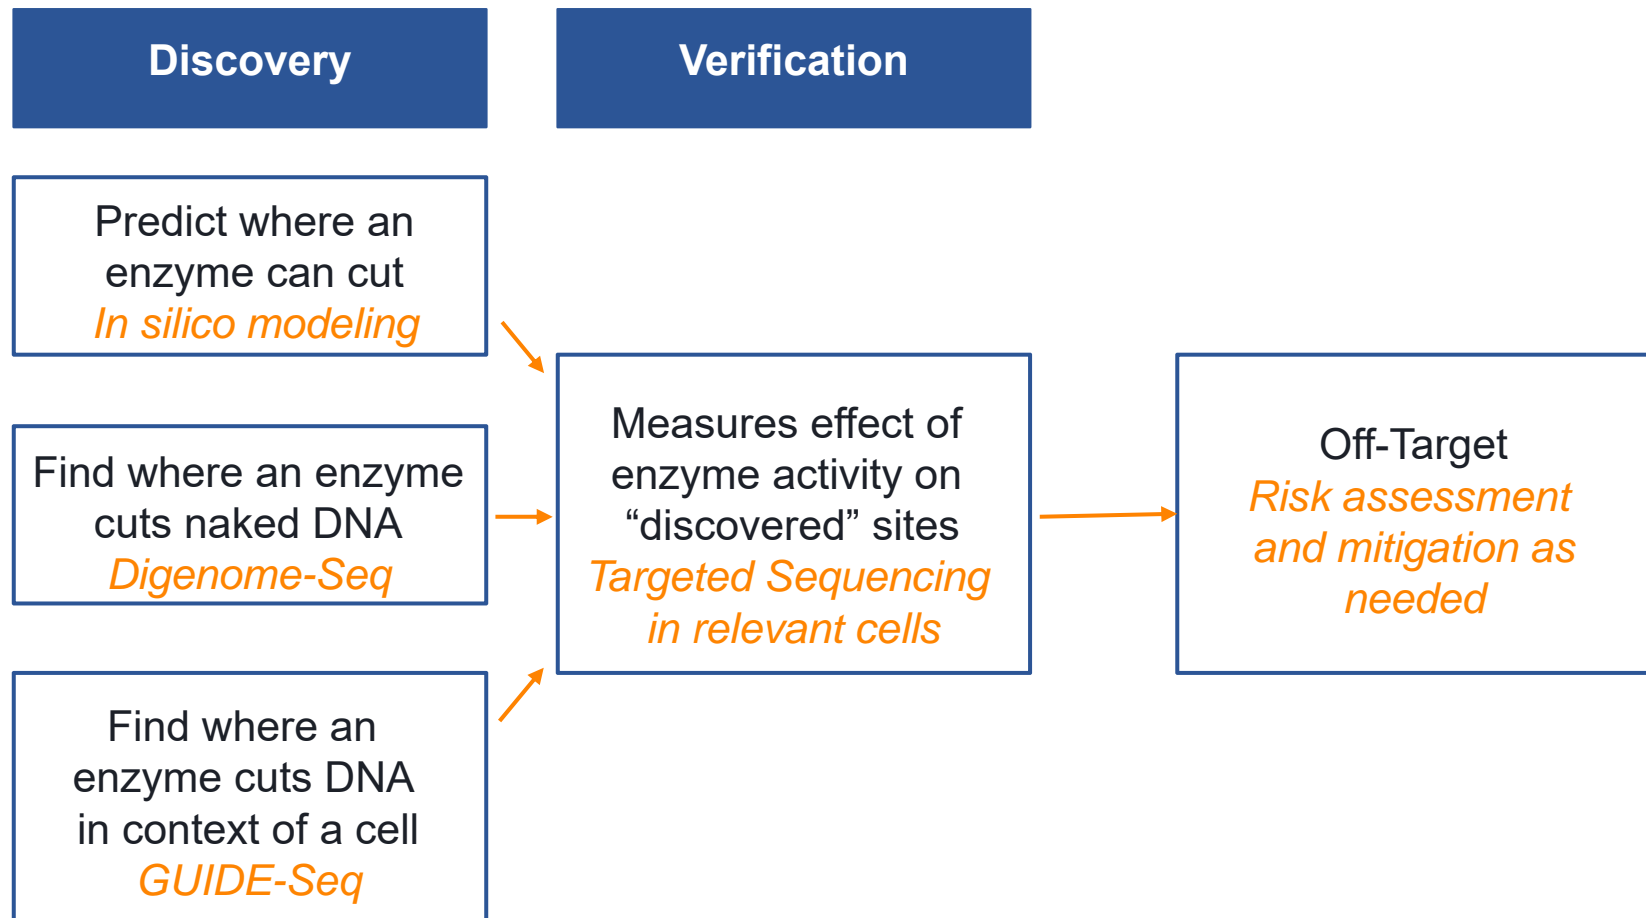 Discovery
Verification
Predict where an
enzyme can cut
In silico modeling
Find where an enzyme
cuts naked DNA
Digenome-Seq
Find where an
enzyme cuts DNA
in context of a cell
GUIDE-Seq
Measures effect of
enzyme activity on
“discovered” sites
Targeted Sequencing
in relevant cells
Off-Target
Risk assessment
and mitigation as
needed